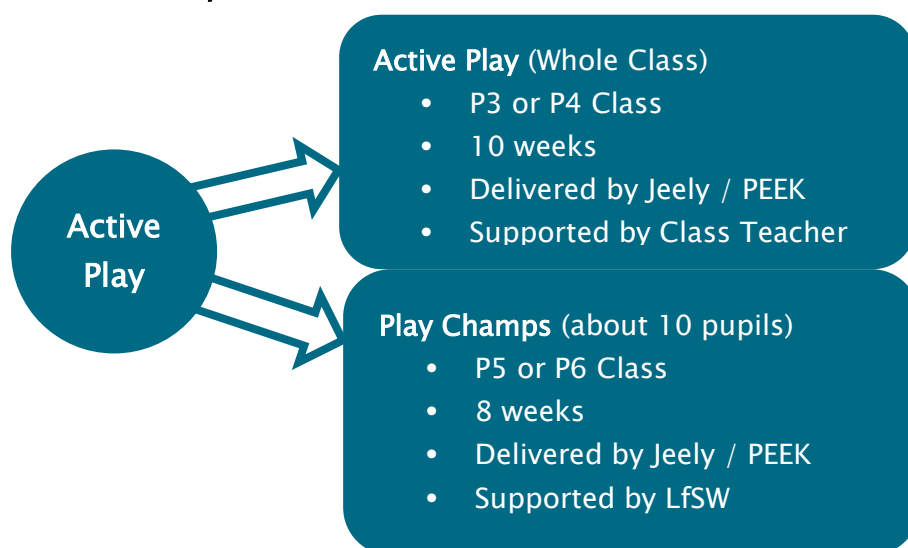 Active
Play
Active Play (Whole Class)
• P3 or P4 Class
• 10 weeks
• Delivered by Jeely / PEEK
• Supported by Class Teacher
Play Champs (about 10 pupils)
• P5 or P6 Class
• 8 weeks
• Delivered by Jeely / PEEK
• Supported by LfSW